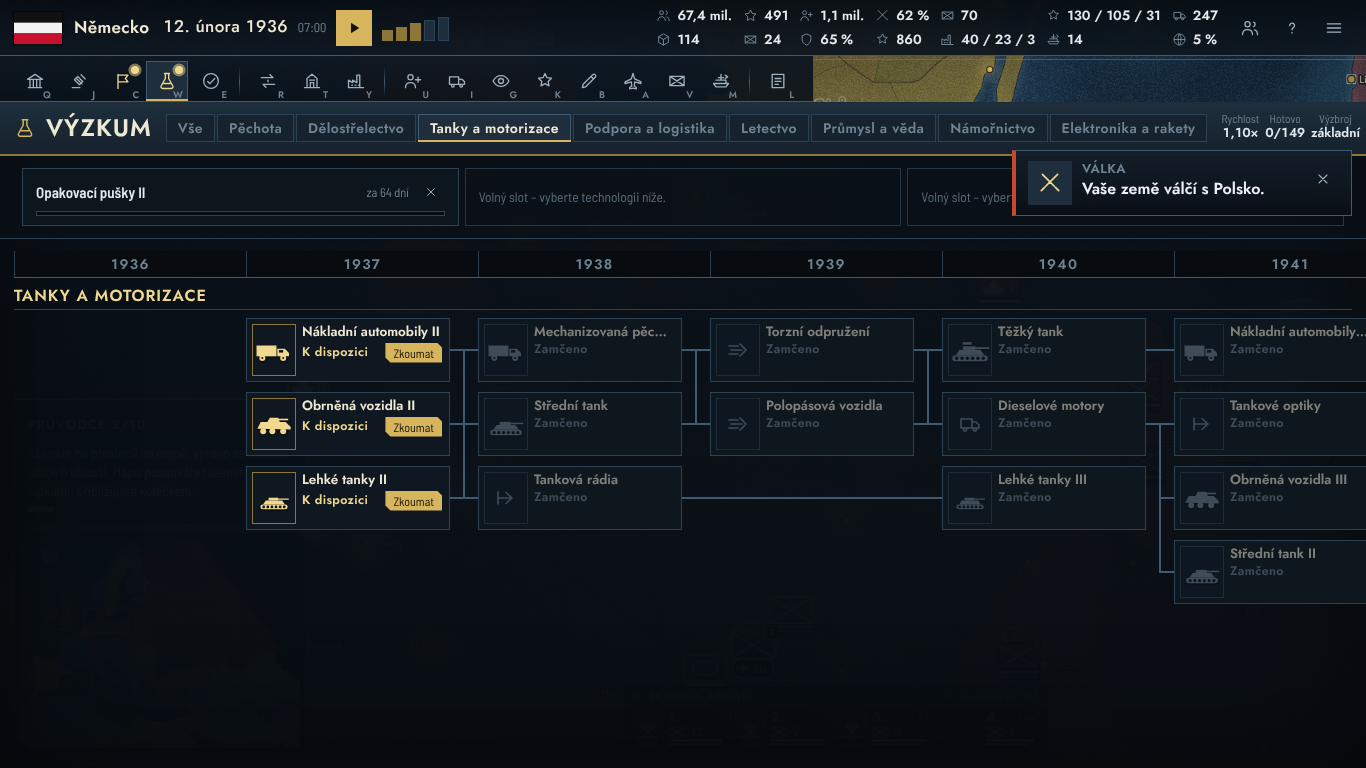 Německo 12. února 1936 07:00
67,4 mil. 491 1,1 mil. 62 % 70 130 / 105 / 31 247
114 24 65 % 860 40 / 23 / 3 14 5 %
Q J C W E R T Y U I G K B A V M L
VÝZKUM Vše Pěchota Dělostřelectvo Tanky a motorizace Podpora a logistika Letectvo Průmysl a věda Námořnictvo Elektronika a rakety
Rychlost Hotovo Výzbroj
1,10× 0/149 základní
VÁLKA
Vaše země válčí s Polsko.
Opakovací pušky II za 64 dní
Volný slot – vyberte technologii níže.
Volný slot – vyber
1936 1937 1938 1939 1940 1941
TANKY A MOTORIZACE
Nákladní automobily II
K dispozici Zkoumat
Mechanizovaná pěc…
Zamčeno
Torzní odpružení
Zamčeno
Těžký tank
Zamčeno
Nákladní automobily…
Zamčeno
Obrněná vozidla II
K dispozici Zkoumat
Střední tank
Zamčeno
Polopásová vozidla
Zamčeno
Dieselové motory
Zamčeno
Tankové optiky
Zamčeno
Lehké tanky II
K dispozici Zkoumat
Tanková rádia
Zamčeno
Lehké tanky III
Zamčeno
Obrněná vozidla III
Zamčeno
Střední tank II
Zamčeno